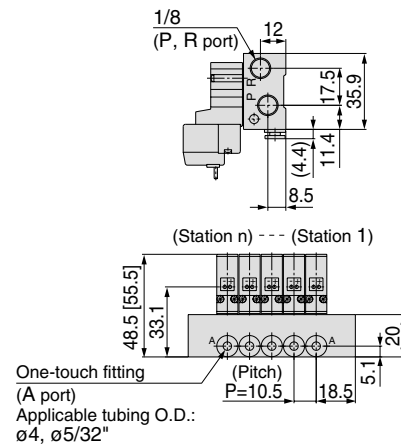 1/8
(P, R port)
12
R
P
17.5
35.9
11.4
(4.4)
8.5
(Station n) --- (Station 1)
48.5 [55.5]
33.1
A
A
20
5.1
One-touch fitting
(A port)
Applicable tubing O.D.:
ø4, ø5/32"
(Pitch)
P=10.5
18.5